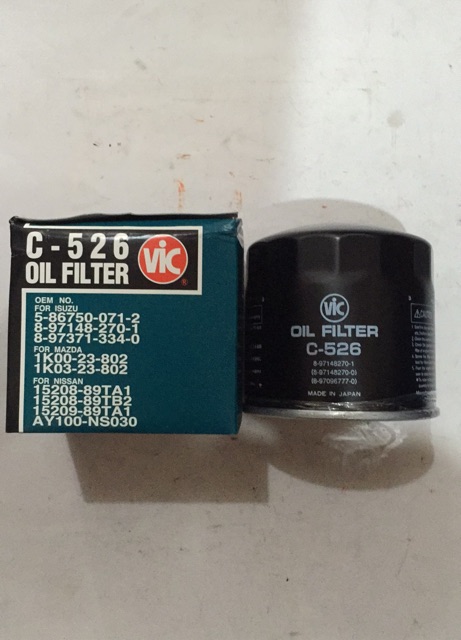 C-526
OIL FILTER
VIC
®
OEM NO.
FOR ISUZU
5-86750-071-2
8-97148-270-1
8-97371-334-0
FOR MAZDA
1K00-23-802
1K03-23-802
FOR NISSAN
15208-89TA1
15208-89TB2
15209-89TA1
AY100-NS030
VIC
OIL FILTER
C-526
8-97148270-1
(8-97148270-0)
(8-97096777-0)
MADE IN JAPAN